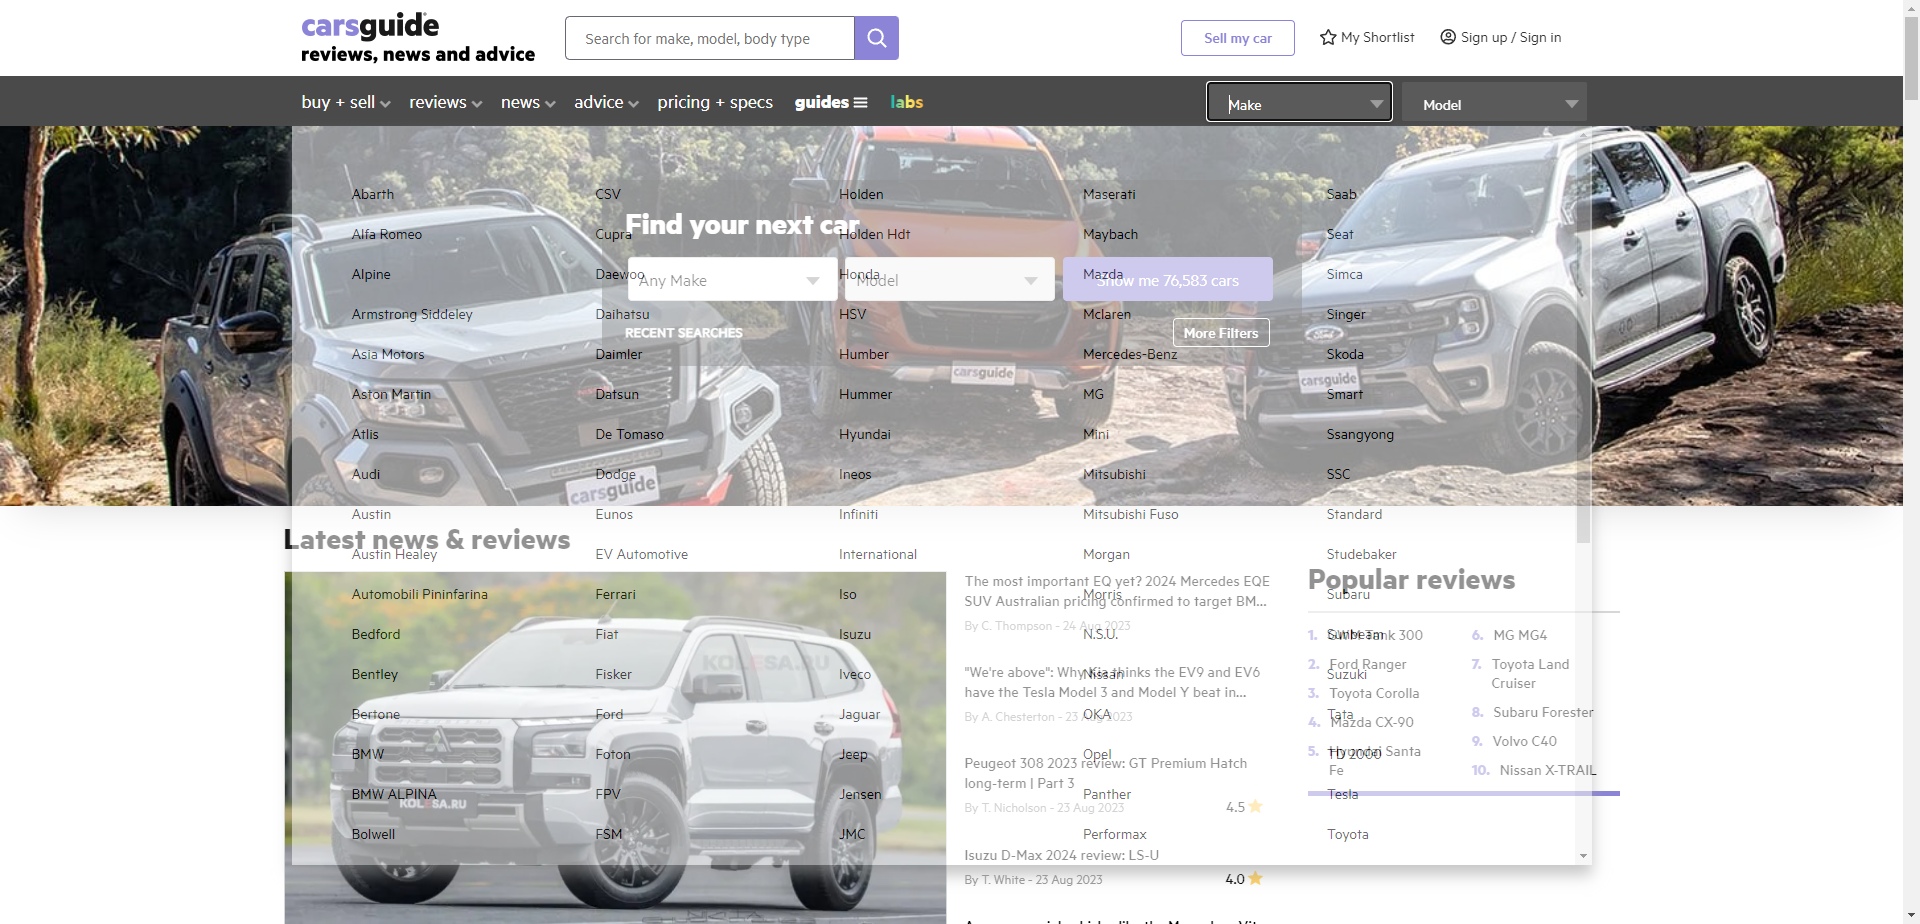 carsguide
reviews, news and advice
Search for make, model, body type
Sell my car
My Shortlist
Sign up / Sign in
buy + sell
reviews
news
advice
pricing + specs
guides
labs
Make
Model
Abarth
Alfa Romeo
Alpine
Armstrong Siddeley
Asia Motors
Aston Martin
Atlis
Audi
Austin
Austin Healey
Automobili Pininfarina
Bedford
Bentley
Bertone
BMW
BMW ALPINA
Bolwell
CSV
Cupra
Daewoo
Daihatsu
Daimler
Datsun
De Tomaso
Dodge
Eunos
EV Automotive
Ferrari
Fiat
Fisker
Ford
Foton
FPV
FSM
Holden
Holden Hdt
Honda
HSV
Humber
Hummer
Hyundai
Ineos
Infiniti
International
Iso
Isuzu
Iveco
Jaguar
Jeep
Jensen
JMC
Maserati
Maybach
Mazda
Mclaren
Mercedes-Benz
MG
Mini
Mitsubishi
Mitsubishi Fuso
Morgan
Morris
N.S.U.
Nissan
OKA
Opel
Panther
Performax
Saab
Seat
Simca
Singer
Skoda
Smart
Ssangyong
SSC
Standard
Studebaker
Subaru
Sunbeam
Suzuki
Tata
TD 2000
Tesla
Toyota
Find your next car
Any Make
Model
Show me 76,583 cars
RECENT SEARCHES
More Filters
carsguide
carsguide
carsguide
Latest news & reviews
KOLESA.RU
KOLESA.RU
The most important EQ yet? 2024 Mercedes EQE
SUV Australian pricing confirmed to target BM...
By C. Thompson - 24 Aug 2023
"We're above": Why Kia thinks the EV9 and EV6
have the Tesla Model 3 and Model Y beat in...
By A. Chesterton - 23 Aug 2023
Peugeot 308 2023 review: GT Premium Hatch
long-term | Part 3
By T. Nicholson - 23 Aug 2023
4.5
Isuzu D-Max 2024 review: LS-U
By T. White - 23 Aug 2023
4.0
Popular reviews
1. GWM Tank 300
2. Ford Ranger
3. Toyota Corolla
4. Mazda CX-90
5. Hyundai Santa
Fe
6. MG MG4
7. Toyota Land
Cruiser
8. Subaru Forester
9. Volvo C40
10. Nissan X-TRAIL